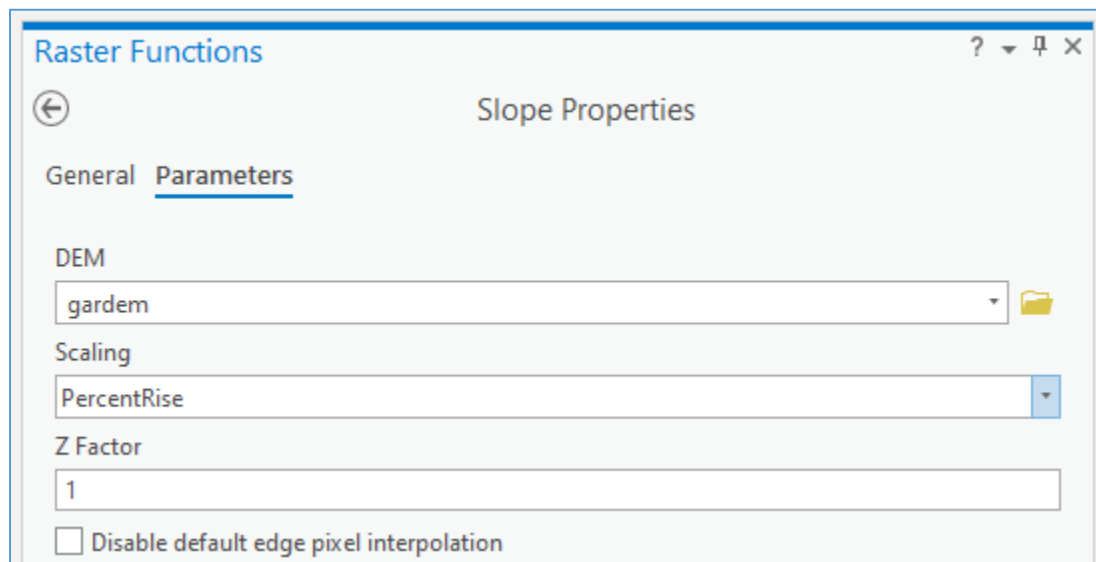 Raster Functions ?
Slope Properties
General Parameters
DEM
gardem
Scaling
PercentRise
Z Factor
1
Disable default edge pixel interpolation